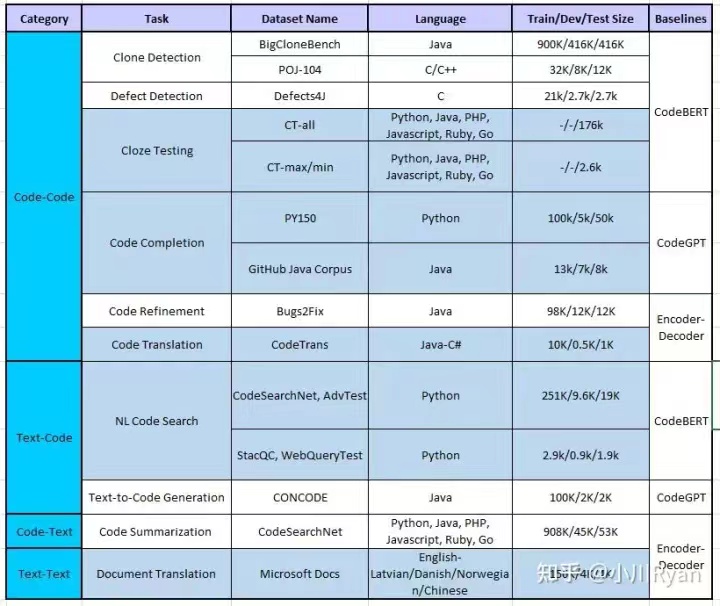 Category Task Dataset Name Language Train/Dev/Test Size Baselines
Code-Code
Clone Detection
BigCloneBench Java 900K/416K/416K
POJ-104 C/C++ 32K/8K/12K
CodeBERT
Defect Detection Defects4J C 21k/2.7k/2.7k
Cloze Testing
CT-all
Python, Java, PHP,
Javascript, Ruby, Go
-/-/176k
CT-max/min
Python, Java, PHP,
Javascript, Ruby, Go
-/-/2.6k
Code Completion
PY150 Python 100k/5k/50k
CodeGPT
GitHub Java Corpus Java 13k/7k/8k
Code Refinement Bugs2Fix Java 98K/12K/12K
Encoder-
Decoder
Code Translation CodeTrans Java-C# 10K/0.5K/1K
Text-Code
NL Code Search
CodeSearchNet, AdvTest Python 251K/9.6K/19K
CodeBERT
StacQC, WebQueryTest Python 2.9k/0.9k/1.9k
Text-to-Code Generation CONCODE Java 100K/2K/2K CodeGPT
Code-Text Code Summarization CodeSearchNet
Python, Java, PHP,
Javascript, Ruby, Go
908K/45K/53K
Encoder-
Decoder
Text-Text Document Translation Microsoft Docs
English-
Latvian/Danish/Norwegia
n/Chinese
知乎 @小川Ryan